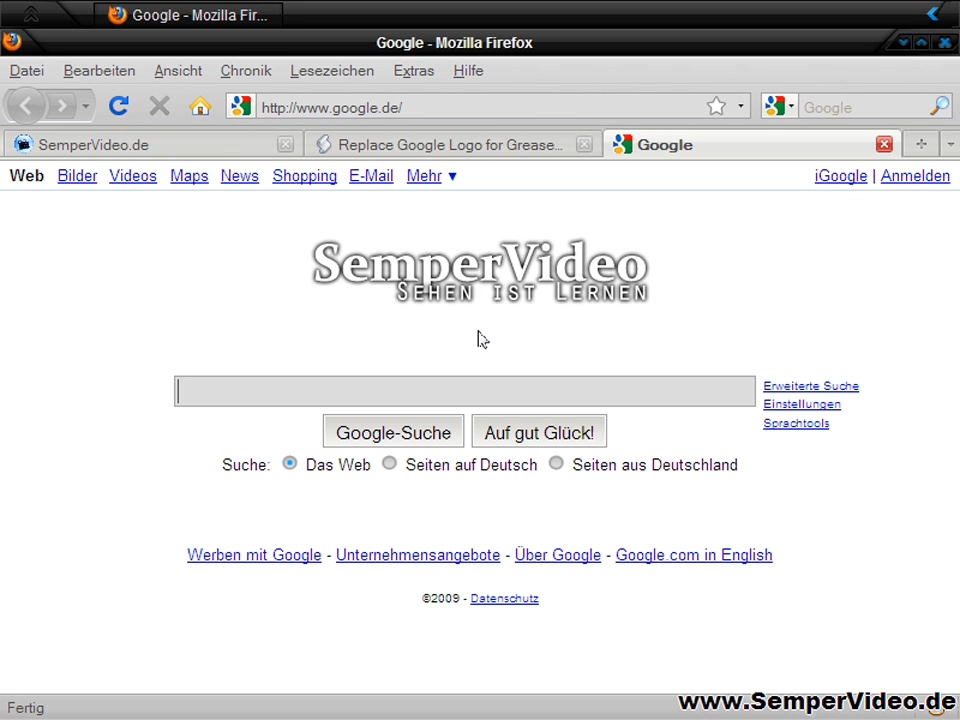 Google - Mozilla Fir...
Google - Mozilla Firefox
Datei Bearbeiten Ansicht Chronik Lesezeichen Extras Hilfe
http://www.google.de/ Google
SemperVideo.de Replace Google Logo for Grease... Google
Web Bilder Videos Maps News Shopping E-Mail Mehr ▼ iGoogle | Anmelden
SemperVideo
Sehen ist Lernen
Erweiterte Suche
Einstellungen
Sprachtools
Google-Suche Auf gut Glück!
Suche: Das Web Seiten auf Deutsch Seiten aus Deutschland
Werben mit Google - Unternehmensangebote - Über Google - Google.com in English
©2009 - Datenschutz
Fertig
www.SemperVideo.de